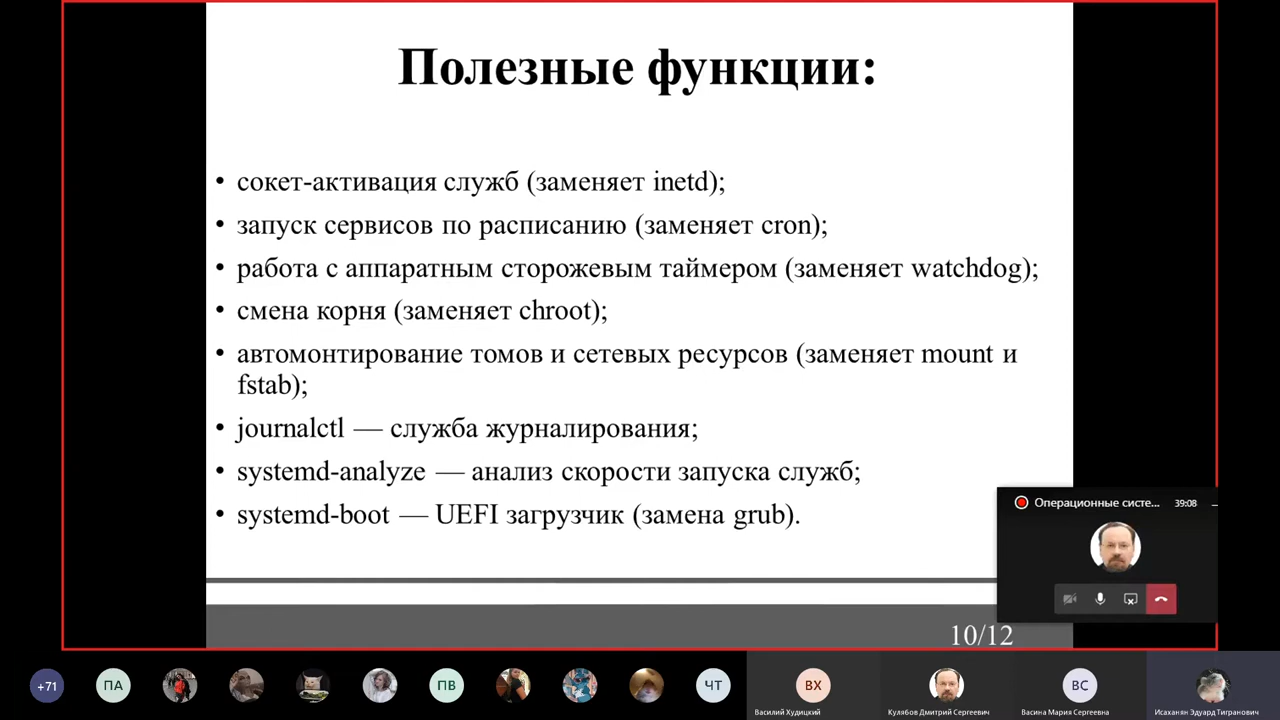 Полезные функции:
• сокет-активация служб (заменяет inetd);
• запуск сервисов по расписанию (заменяет cron);
• работа с аппаратным сторожевым таймером (заменяет watchdog);
• смена корня (заменяет chroot);
• автомонтирование томов и сетевых ресурсов (заменяет mount и
fstab);
• journalctl — служба журналирования;
• systemd-analyze — анализ скорости запуска служб;
• systemd-boot — UEFI загрузчик (замена grub).
Операционные систе... 39:08
10/12
+71 ПА ПВ ЧТ ВХ ВС
Василий Худицкий Кулябов Дмитрий Сергеевич Васина Мария Сергеевна Исаханян Эдуард Тигранович